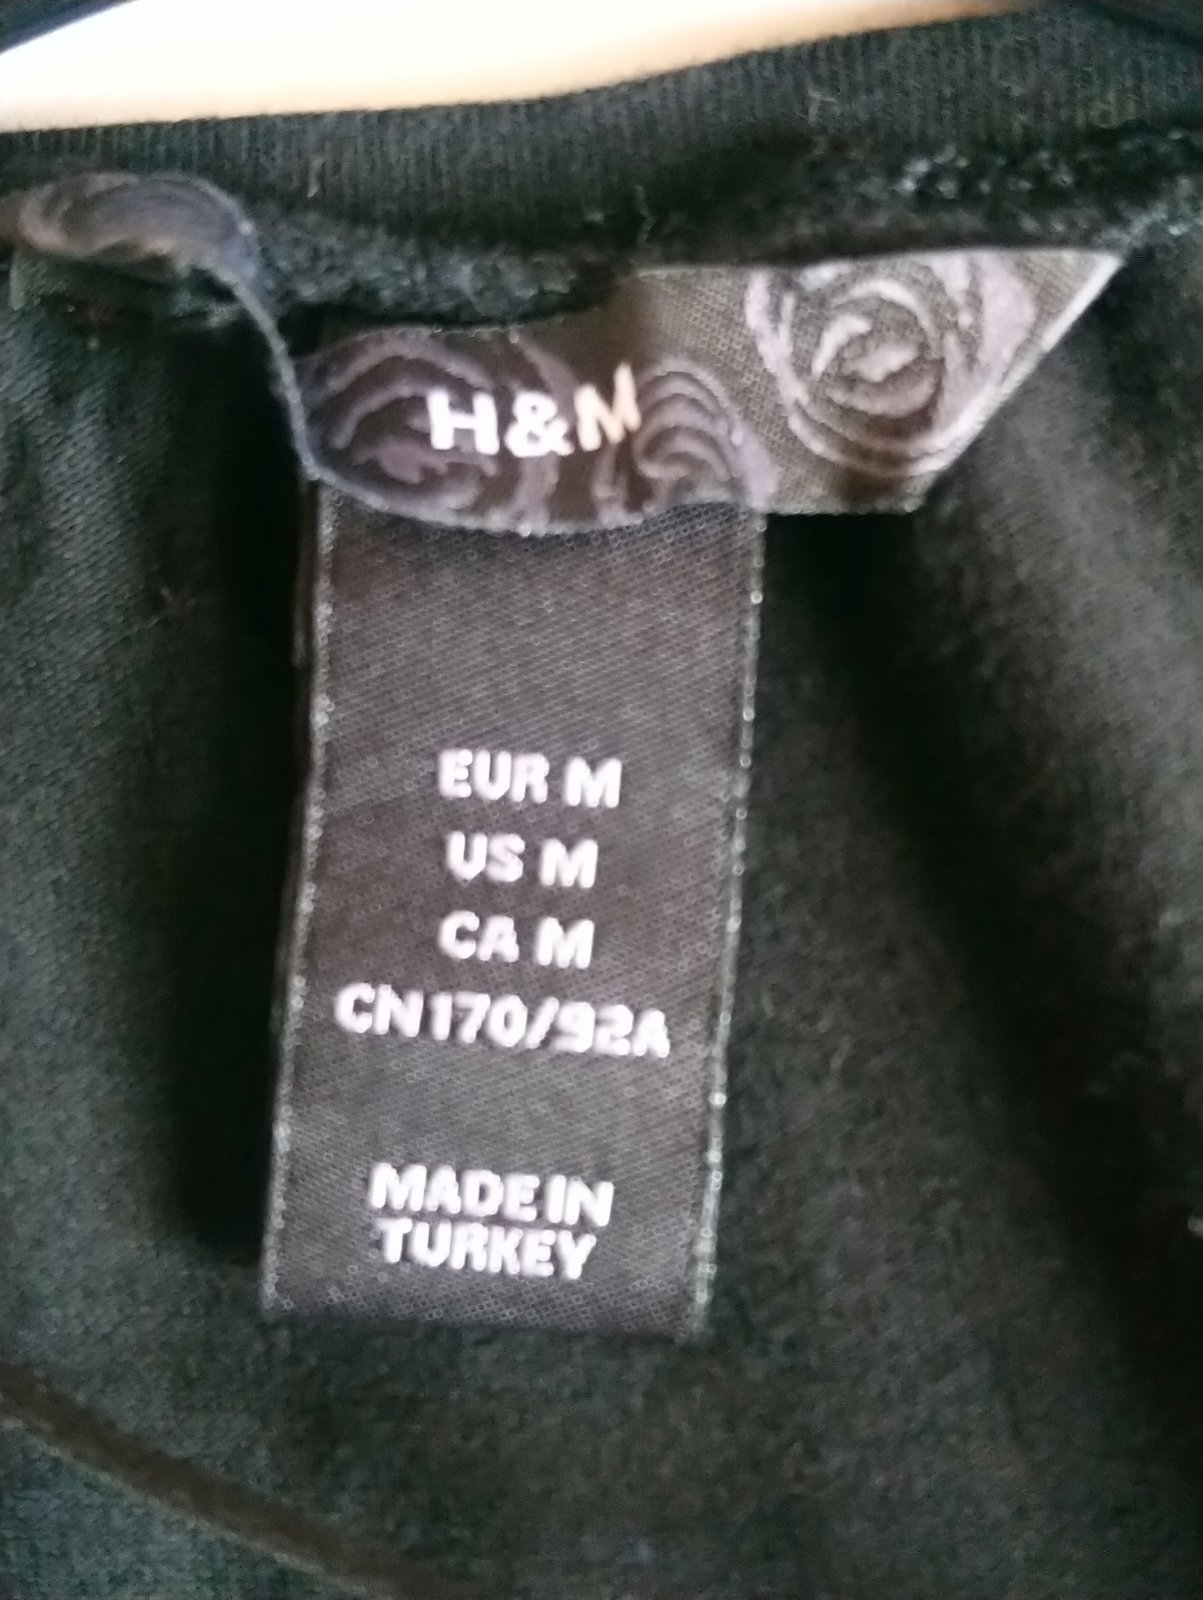 H&M
EUR M
US M
CA M
CN170/92A
MADE IN
TURKEY